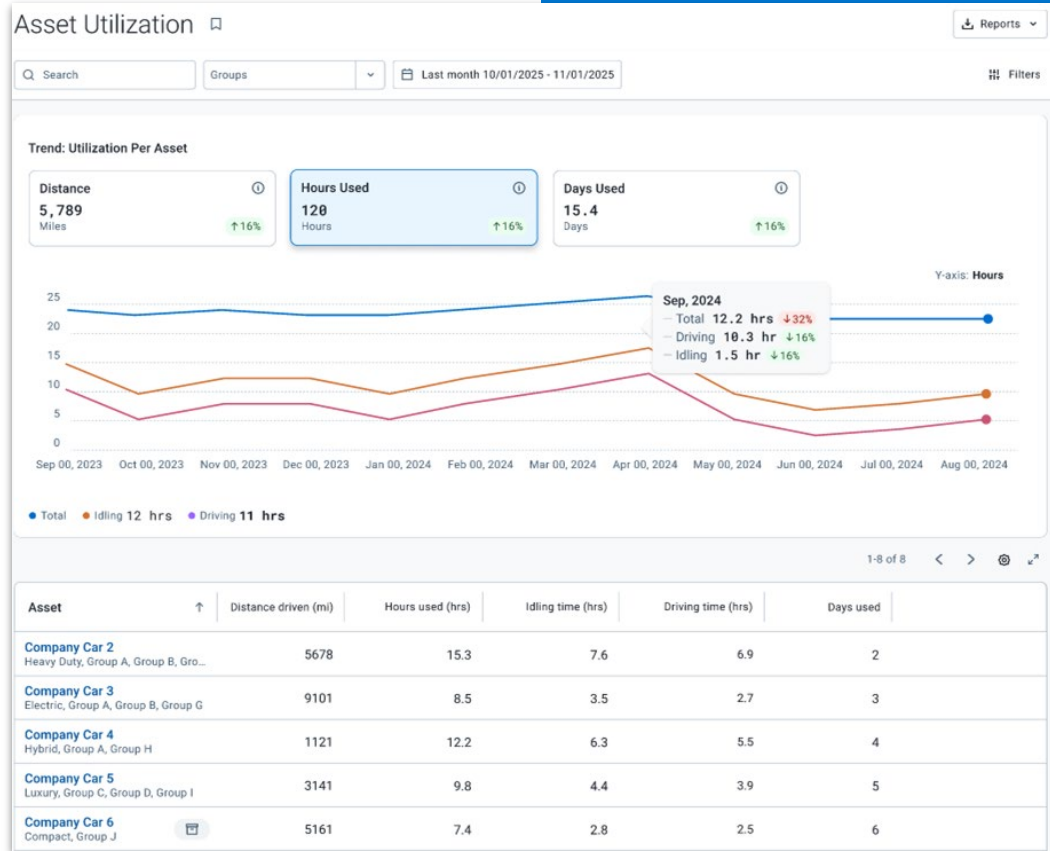 Asset Utilization
Reports
Search
Groups
Last month 10/01/2025 - 11/01/2025
Filters
Trend: Utilization Per Asset
Distance
5,789
Miles
↑16%
Hours Used
120
Hours
↑16%
Days Used
15.4
Days
↑16%
Y-axis: Hours
25
20
15
10
5
0
Sep, 2024
Total 12.2 hrs ↓32%
Driving 10.3 hr ↓16%
Idling 1.5 hr ↓16%
Sep 00, 2023 Oct 00, 2023 Nov 00, 2023 Dec 00, 2023 Jan 00, 2024 Feb 00, 2024 Mar 00, 2024 Apr 00, 2024 May 00, 2024 Jun 00, 2024 Jul 00, 2024 Aug 00, 2024
Total Idling 12 hrs Driving 11 hrs
1-8 of 8
Asset ↑ Distance driven (mi) Hours used (hrs) Idling time (hrs) Driving time (hrs) Days used
Company Car 2
Heavy Duty, Group A, Group B, Gro...
5678 15.3 7.6 6.9 2
Company Car 3
Electric, Group A, Group B, Group G
9101 8.5 3.5 2.7 3
Company Car 4
Hybrid, Group A, Group H
1121 12.2 6.3 5.5 4
Company Car 5
Luxury, Group C, Group D, Group I
3141 9.8 4.4 3.9 5
Company Car 6
Compact, Group J
5161 7.4 2.8 2.5 6